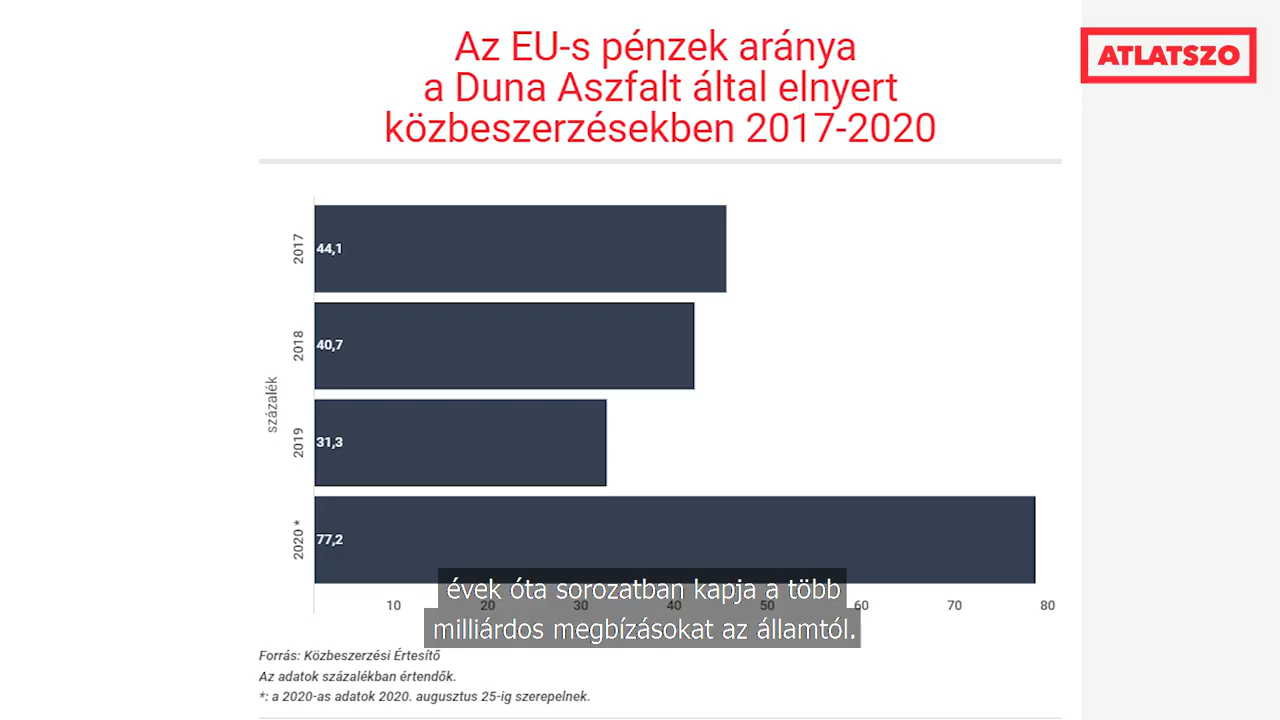 Az EU-s pénzek aránya
a Duna Aszfalt által elnyert
közbeszerzésekben 2017-2020
ATLATSZO
százalék
2017
44,1
2018
40,7
2019
31,3
2020 *
77,2
10 20 30 40 50 60 70 80
évek óta sorozatban kapja a több
milliárdos megbízásokat az államtól.
Forrás: Közbeszerzési Értesítő
Az adatok százalékban értendők.
*: a 2020-as adatok 2020. augusztus 25-ig szerepelnek.